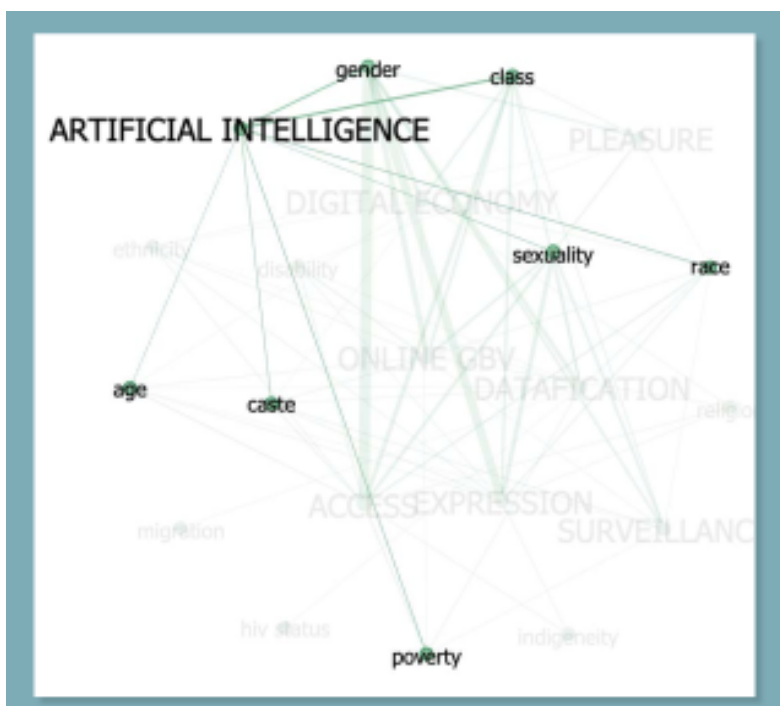 gender
class
ARTIFICIAL INTELLIGENCE
PLEASURE
DIGITAL ECONOMY
ethnicity
disability
sexuality
race
ONLINE GBV
DATAFICATION
age
caste
religio
ACCESS
EXPRESSION
SURVEILLANC
migration
hiv status
indigeneity
poverty